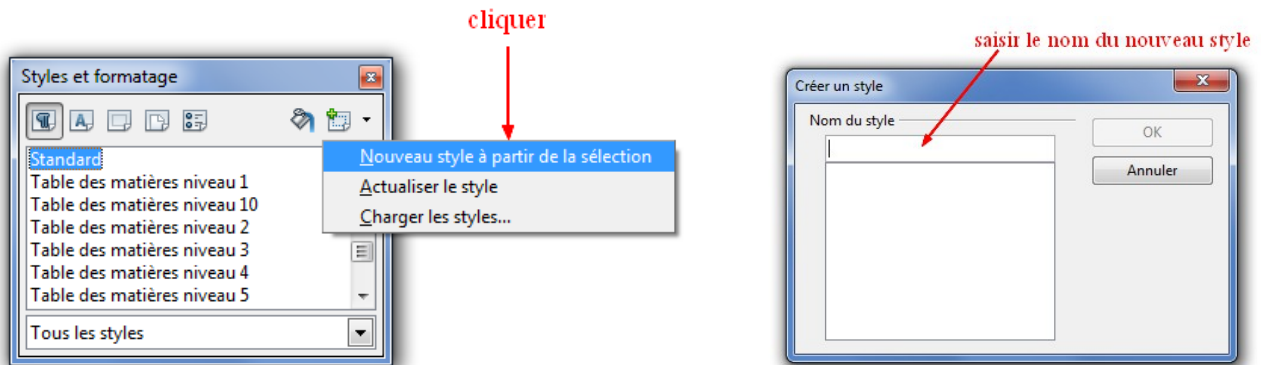 cliquer
saisir le nom du nouveau style
Styles et formatage
Standard
Table des matières niveau 1
Table des matières niveau 10
Table des matières niveau 2
Table des matières niveau 3
Table des matières niveau 4
Table des matières niveau 5
Tous les styles
Nouveau style à partir de la sélection
Actualiser le style
Charger les styles...
Créer un style
Nom du style
OK
Annuler